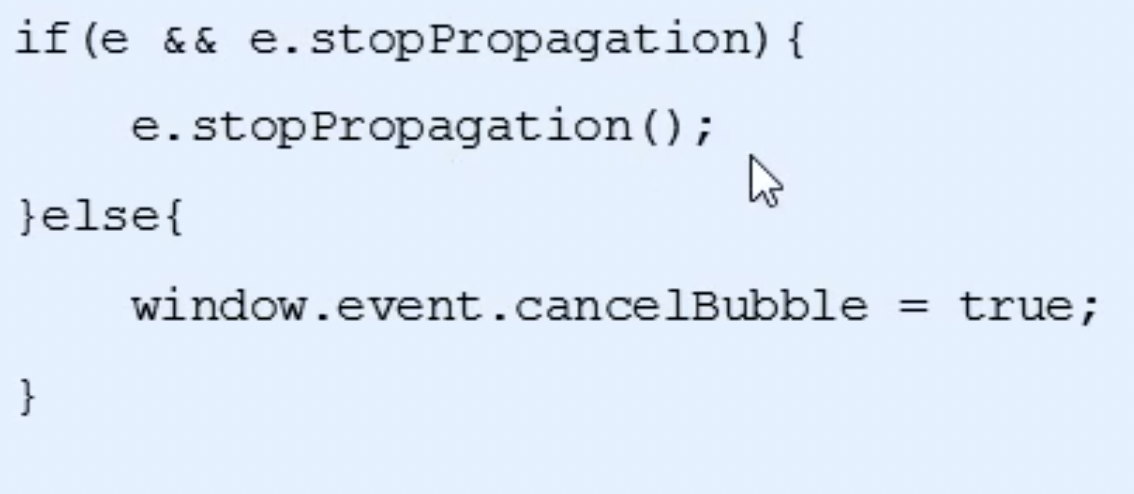 if(e && e.stopPropagation){
    e.stopPropagation();
}else{
    window.event.cancelBubble = true;
}